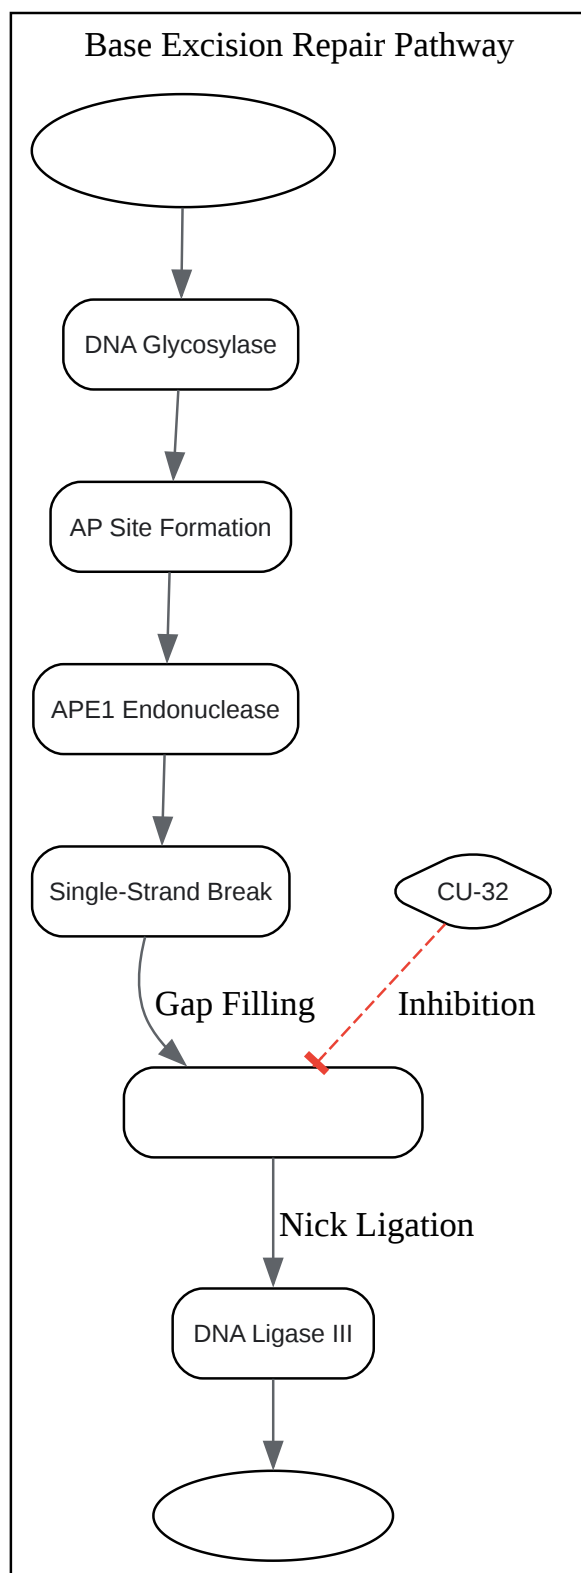 Base Excision Repair Pathway
DNA Glycosylase
AP Site Formation
APE1 Endonuclease
Single-Strand Break
CU-32
Gap Filling
Inhibition
Nick Ligation
DNA Ligase III